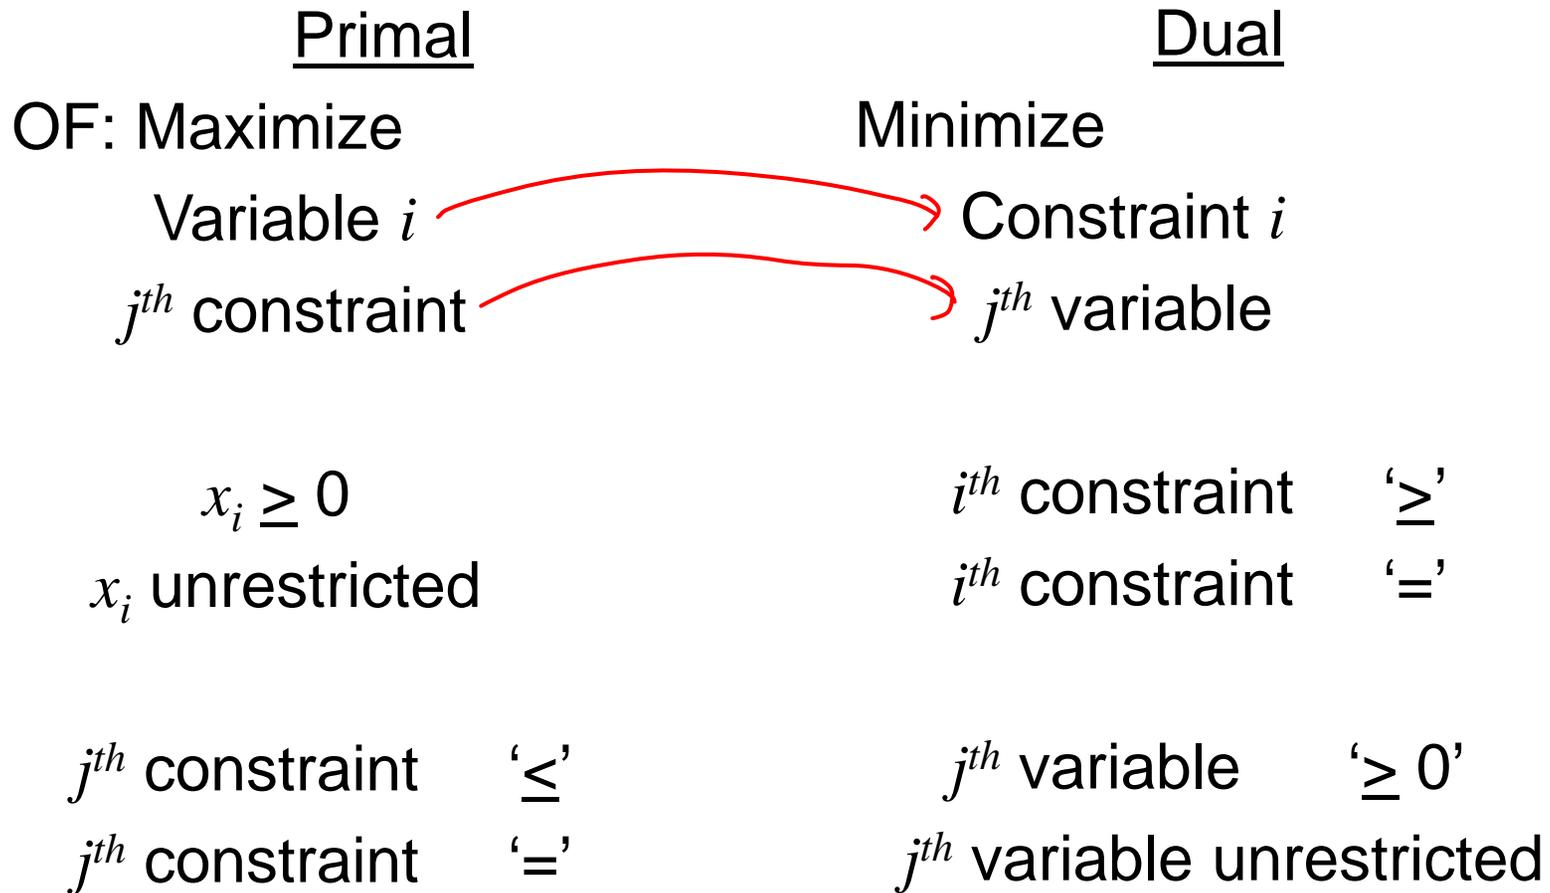 Primal Dual
OF: Maximize Minimize
Variable i Constraint i
jth constraint jth variable
xi ≥ 0 ith constraint ‘≥’
xi unrestricted ith constraint ‘=’
jth constraint ‘≤’ jth variable ‘≥ 0’
jth constraint ‘=’ jth variable unrestricted